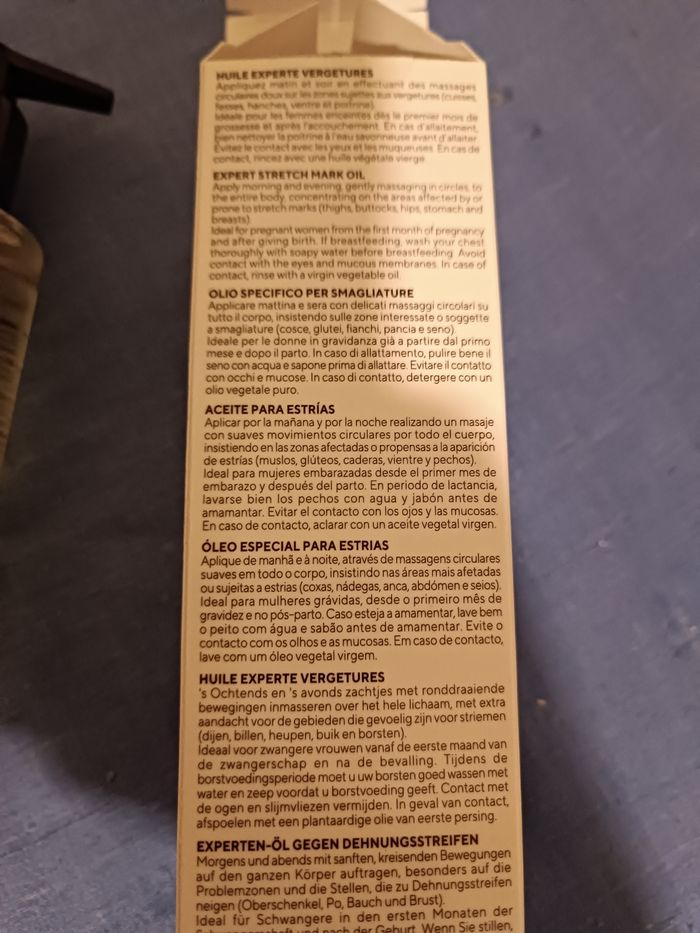 HUILE EXPERTE VERGETURES
Appliquez matin et soir en effectuant des massages
circulaires doux sur les zones sujettes aux vergetures (cuisses,
fesses, hanches, ventre et poitrine).
Idéale pour les femmes enceintes dès le premier mois de
grossesse et après l'accouchement. En cas d'allaitement,
bien nettoyer la poitrine à l'eau savonneuse avant d'allaiter.
Evitez le contact avec les yeux et les muqueuses. En cas de
contact, rincez avec une huile végétale vierge.
EXPERT STRETCH MARK OIL
Apply morning and evening, gently massaging in circles, to
the entire body, concentrating on the areas affected by or
prone to stretch marks (thighs, buttocks, hips, stomach and
breasts).
Ideal for pregnant women from the first month of pregnancy
and after giving birth. If breastfeeding, wash your chest
thoroughly with soapy water before breastfeeding. Avoid
contact with the eyes and mucous membranes. In case of
contact, rinse with a virgin vegetable oil.
OLIO SPECIFICO PER SMAGLIATURE
Applicare mattina e sera con delicati massaggi circolari su
tutto il corpo, insistendo sulle zone interessate o soggette
a smagliature (cosce, glutei, fianchi, pancia e seno).
Ideale per le donne in gravidanza già a partire dal primo
mese e dopo il parto. In caso di allattamento, pulire bene il
seno con acqua e sapone prima di allattare. Evitare il contatto
con occhi e mucose. In caso di contatto, detergere con un
olio vegetale puro.
ACEITE PARA ESTRÍAS
Aplicar por la mañana y por la noche realizando un masaje
con suaves movimientos circulares por todo el cuerpo,
insistiendo en las zonas afectadas o propensas a la aparición
de estrías (muslos, glúteos, caderas, vientre y pechos).
Ideal para mujeres embarazadas desde el primer mes de
embarazo y después del parto. En periodo de lactancia,
lavarse bien los pechos con agua y jabón antes de
amamantar. Evitar el contacto con los ojos y las mucosas.
En caso de contacto, aclarar con un aceite vegetal virgen.
ÓLEO ESPECIAL PARA ESTRIAS
Aplique de manhã e à noite, através de massagens circulares
suaves em todo o corpo, insistindo nas áreas mais afetadas
ou sujeitas a estrias (coxas, nádegas, anca, abdómen e seios).
Ideal para mulheres grávidas, desde o primeiro mês de
gravidez e no pós-parto. Caso esteja a amamentar, lave bem
o peito com água e sabão antes de amamentar. Evite o
contacto com os olhos e as mucosas. Em caso de contacto,
lave com um óleo vegetal virgem.
HUILE EXPERTE VERGETURES
's Ochtends en 's avonds zachtjes met ronddraaiende
bewegingen inmasseren over het hele lichaam, met extra
aandacht voor de gebieden die gevoelig zijn voor striemen
(dijen, billen, heupen, buik en borsten).
Ideaal voor zwangere vrouwen vanaf de eerste maand van
de zwangerschap en na de bevalling. Tijdens de
borstvoedingsperiode moet u uw borsten goed wassen met
water en zeep voordat u borstvoeding geeft. Contact met
de ogen en slijmvliezen vermijden. In geval van contact,
afspoelen met een plantaardige olie van eerste persing.
EXPERTEN-ÖL GEGEN DEHNUNGSSTREIFEN
Morgens und abends mit sanften, kreisenden Bewegungen
auf den ganzen Körper auftragen, besonders auf die
Problemzonen und die Stellen, die zu Dehnungsstreifen
neigen (Oberschenkel, Po, Bauch und Brust).
Ideal für Schwangere in den ersten Monaten der
Schwangerschaft und nach der Geburt. Wenn Sie stillen,